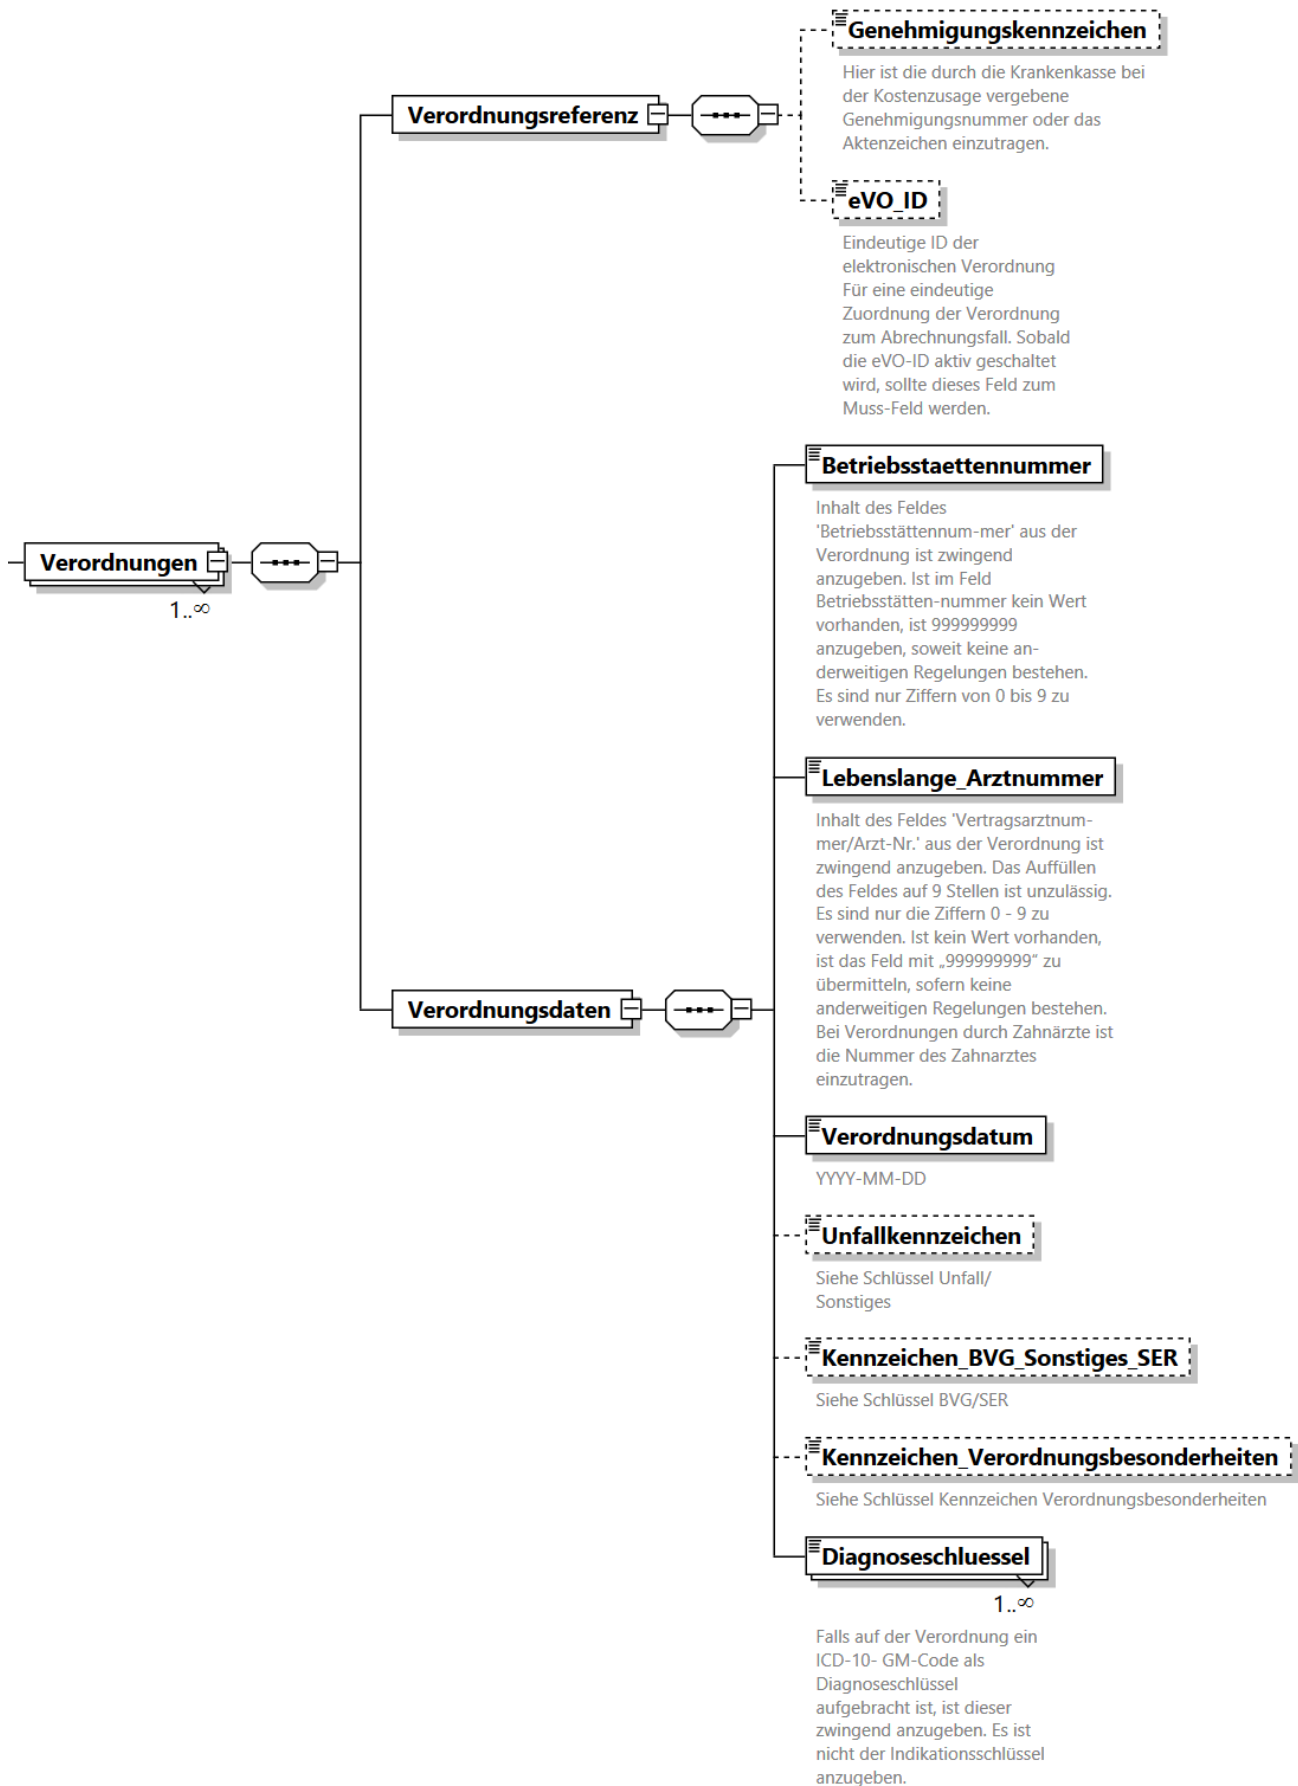 Genehmigungskennzeichen
Hier ist die durch die Krankenkasse bei
der Kostenzusage vergebene
Genehmigungsnummer oder das
Aktenzeichen einzutragen.
Verordnungsreferenz
eVO_ID
Eindeutige ID der
elektronischen Verordnung
Für eine eindeutige
Zuordnung der Verordnung
zum Abrechnungsfall. Sobald
die eVO-ID aktiv geschaltet
wird, sollte dieses Feld zum
Muss-Feld werden.
Verordnungen
1..∞
Betriebsstaettennummer
Inhalt des Feldes
'Betriebsstättennum-mer' aus der
Verordnung ist zwingend
anzugeben. Ist im Feld
Betriebsstätten-nummer kein Wert
vorhanden, ist 999999999
anzugeben, soweit keine an-
derweitigen Regelungen bestehen.
Es sind nur Ziffern von 0 bis 9 zu
verwenden.
Lebenslange_Arztnummer
Inhalt des Feldes 'Vertragsarztnum-
mer/Arzt-Nr.' aus der Verordnung ist
zwingend anzugeben. Das Auffüllen
des Feldes auf 9 Stellen ist unzulässig.
Es sind nur die Ziffern 0 - 9 zu
verwenden. Ist kein Wert vorhanden,
ist das Feld mit „999999999“ zu
übermitteln, sofern keine
anderweitigen Regelungen bestehen.
Bei Verordnungen durch Zahnärzte ist
die Nummer des Zahnarztes
einzutragen.
Verordnungsdaten
Verordnungsdatum
YYYY-MM-DD
Unfallkennzeichen
Siehe Schlüssel Unfall/
Sonstiges
Kennzeichen_BVG_Sonstiges_SER
Siehe Schlüssel BVG/SER
Kennzeichen_Verordnungsbesonderheiten
Siehe Schlüssel Kennzeichen Verordnungsbesonderheiten
Diagnoseschluessel
1..∞
Falls auf der Verordnung ein
ICD-10- GM-Code als
Diagnoseschlüssel
aufgebracht ist, ist dieser
zwingend anzugeben. Es ist
nicht der Indikationsschlüssel
anzugeben.